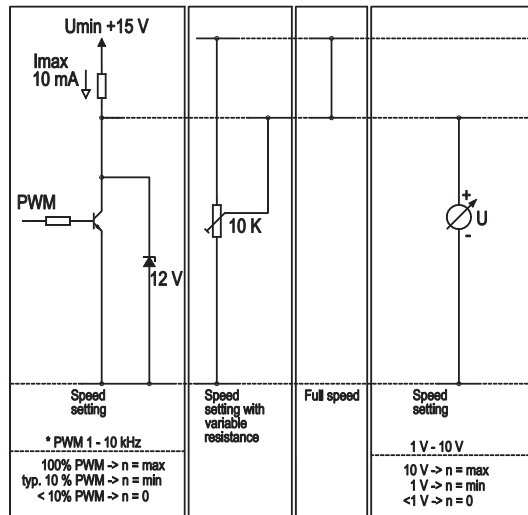 Umin +15 V
Imax
10 mA
PWM
12 V
10 K
+
U
-
Speed
setting
Speed
setting with
variable
resistance
Full speed
Speed
setting
* PWM 1 - 10 kHz
100% PWM -> n = max
typ. 10 % PWM -> n = min
< 10% PWM -> n = 0
1 V - 10 V
10 V -> n = max
1 V -> n = min
<1 V -> n = 0